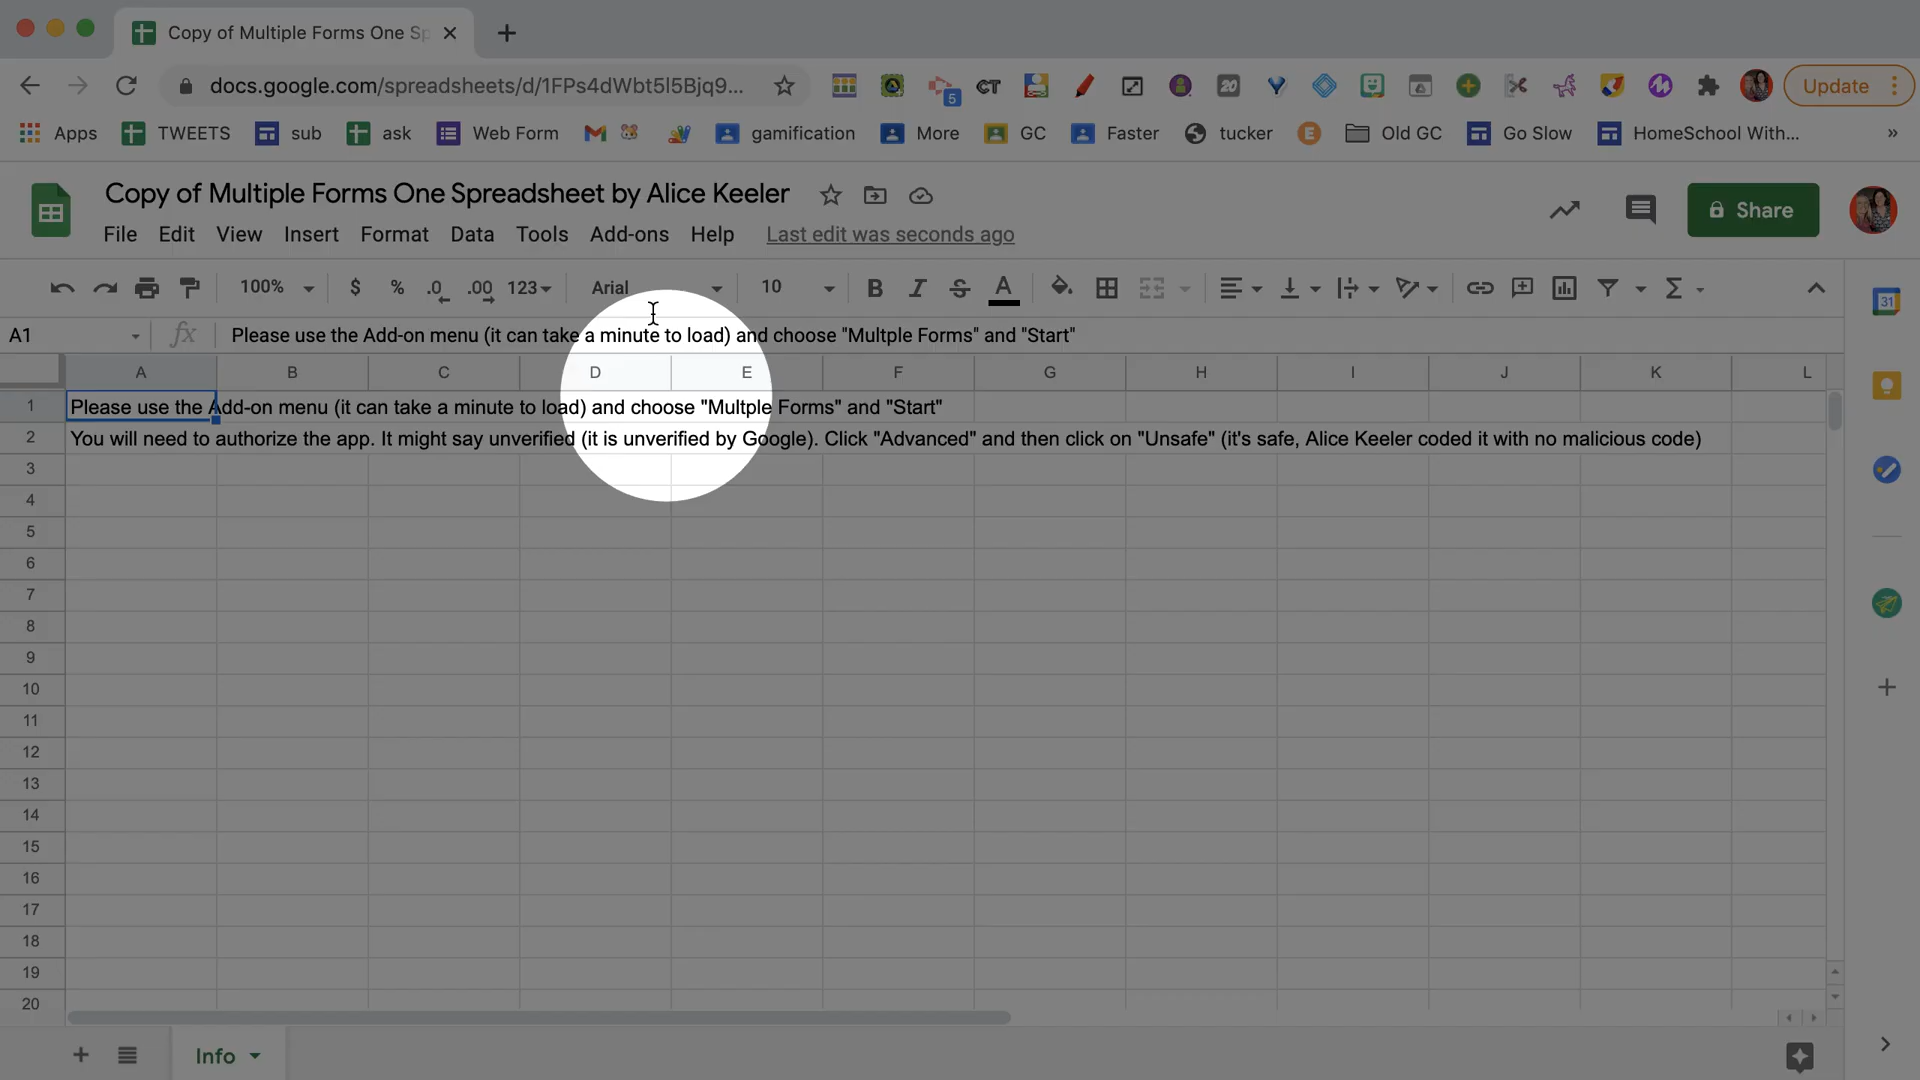 Copy of Multiple Forms One Sp
docs.google.com/spreadsheets/d/1FPs4dWbt5I5Bjq9...
5
CT
20
Update
Apps
TWEETS
sub
ask
Web Form
gamification
More
GC
Faster
tucker
E
Old GC
Go Slow
HomeSchool With...
»
Copy of Multiple Forms One Spreadsheet by Alice Keeler
Share
File Edit View Insert Format Data Tools Add-ons Help Last edit was seconds ago
100% $ % .0 .00 123 Arial 10 B I S A
31
A1 fx Please use the Add-on menu (it can take a minute to load) and choose "Multple Forms" and "Start"
A B C D E F G H I J K L
1 Please use the Add-on menu (it can take a minute to load) and choose "Multple Forms" and "Start"
2 You will need to authorize the app. It might say unverified (it is unverified by Google). Click "Advanced" and then click on "Unsafe" (it's safe, Alice Keeler coded it with no malicious code)
3
4
5
6
7
8
9
10
11
12
13
14
15
16
17
18
19
20
Info